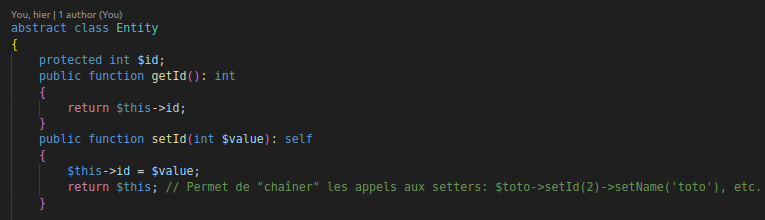 You, hier | 1 author (You)
abstract class Entity
{
    protected int $id;
    public function getId(): int
    {
        return $this->id;
    }
    public function setId(int $value): self
    {
        $this->id = $value;
        return $this; // Permet de "chaîner" les appels aux setters: $toto->setId(2)->setName('toto'), etc.
    }